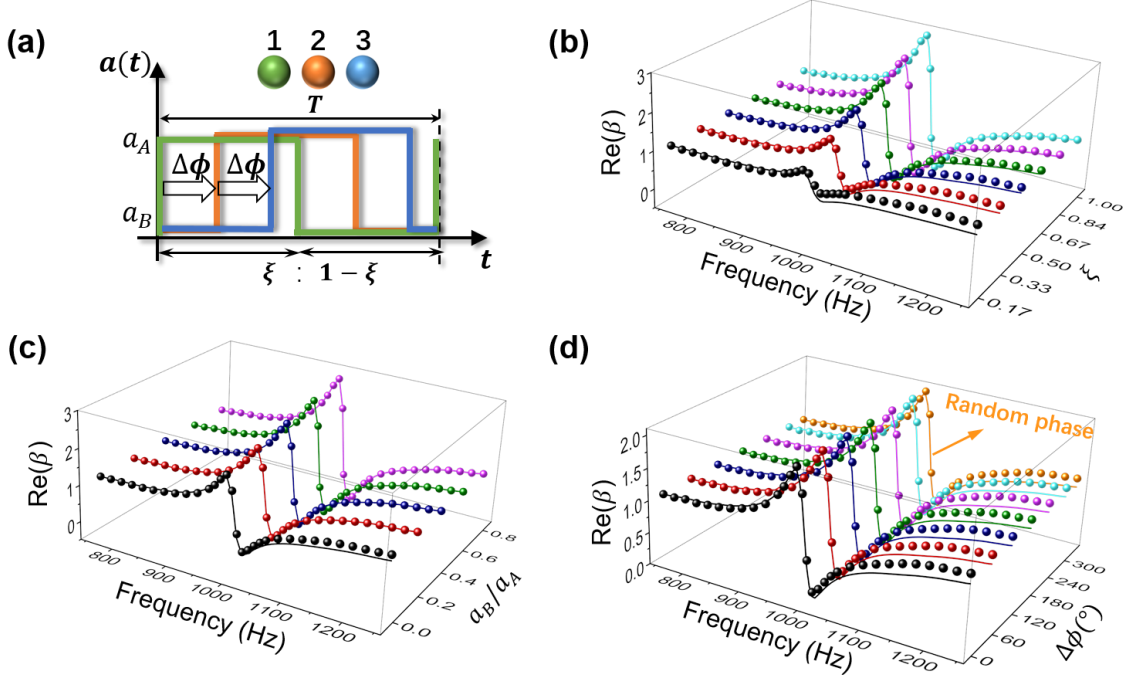 (a)
1 2 3
a(t)
T
a_A
Δϕ Δϕ
a_B
t
ξ : 1 − ξ
(b)
Re(β)
3
2
1
0
800
900
1000
1100
1200
Frequency (Hz)
0.17
0.33
0.50
0.67
0.84
1.00
ξ
(c)
Re(β)
3
2
1
0
800
900
1000
1100
1200
Frequency (Hz)
0.0
0.2
0.4
0.6
0.8
a_B/a_A
(d)
Re(β)
2.0
1.5
1.0
0.5
0.0
800
900
1000
1100
1200
Frequency (Hz)
0
60
120
180
240
300
Δϕ(°)
Random phase